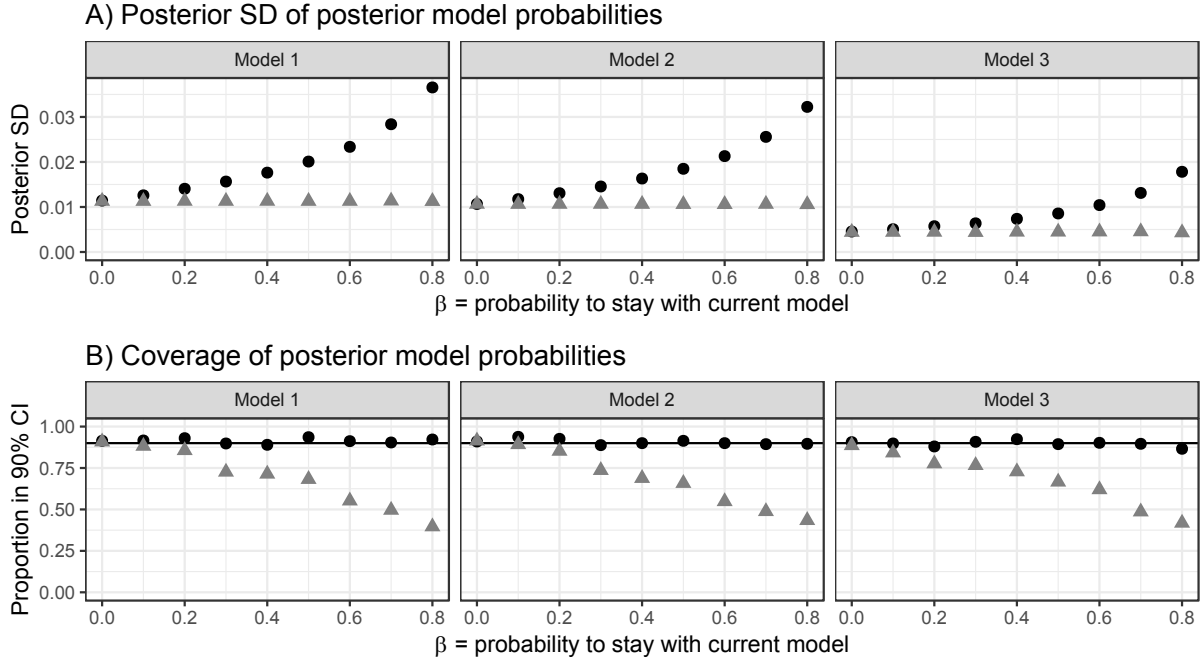 A) Posterior SD of posterior model probabilities
Model 1 Model 2 Model 3
Posterior SD
0.03
0.02
0.01
0.00
0.0 0.2 0.4 0.6 0.8 0.0 0.2 0.4 0.6 0.8 0.0 0.2 0.4 0.6 0.8
β = probability to stay with current model
B) Coverage of posterior model probabilities
Model 1 Model 2 Model 3
Proportion in 90% CI
1.00
0.75
0.50
0.25
0.00
0.0 0.2 0.4 0.6 0.8 0.0 0.2 0.4 0.6 0.8 0.0 0.2 0.4 0.6 0.8
β = probability to stay with current model